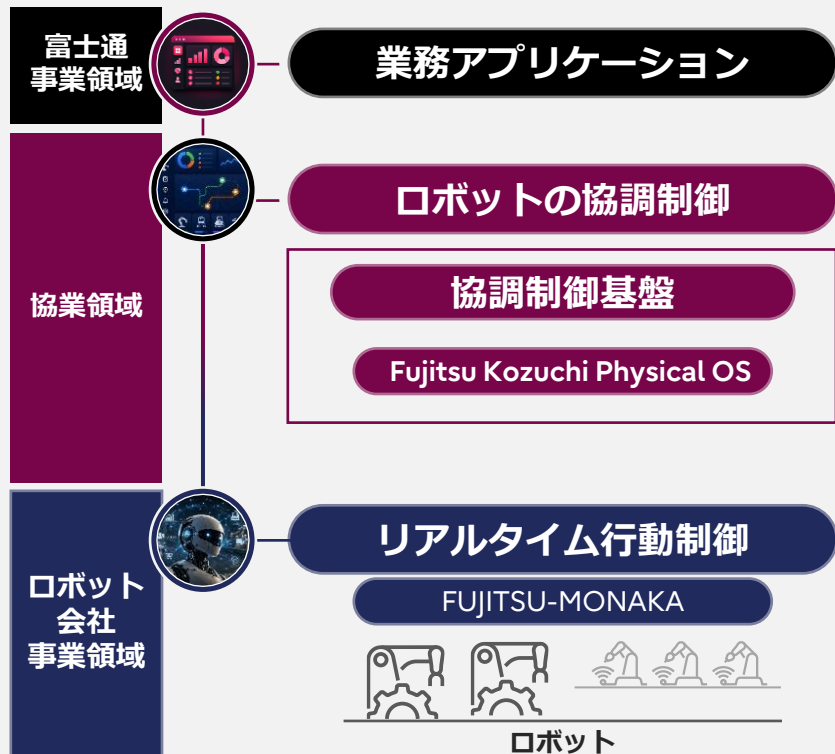 富士通
事業領域
業務アプリケーション
協業領域
ロボットの協調制御
協調制御基盤
Fujitsu Kozuchi Physical OS
ロボット
会社
事業領域
リアルタイム行動制御
FUJITSU-MONAKA
ロボット